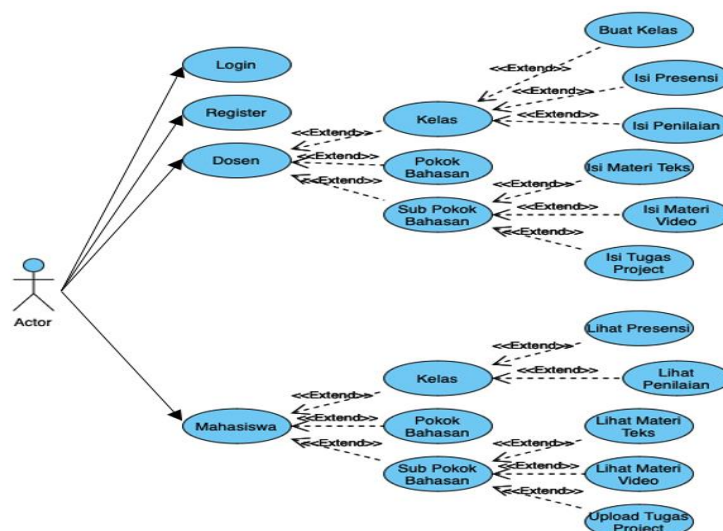 Buat Kelas
<<Extend>>
Login
Isi Presensi
<<Extend>>
Register
Kelas
<<Extend>>
Isi Penilaian
<<Extend>>
Dosen
<<Extend>>
Pokok
Bahasan
Isi Materi Teks
<<Extend>>
<<Extend>>
Sub Pokok
Bahasan
<<Extend>>
Isi Materi
Video
<<Extend>>
Isi Tugas
Project
Actor
Lihat Presensi
<<Extend>>
Kelas
<<Extend>>
Lihat
Penilaian
<<Extend>>
Mahasiswa
<<Extend>>
Pokok
Bahasan
Lihat Materi
Teks
<<Extend>>
<<Extend>>
Sub Pokok
Bahasan
<<Extend>>
Lihat Materi
Video
<<Extend>>
Upload Tugas
Project